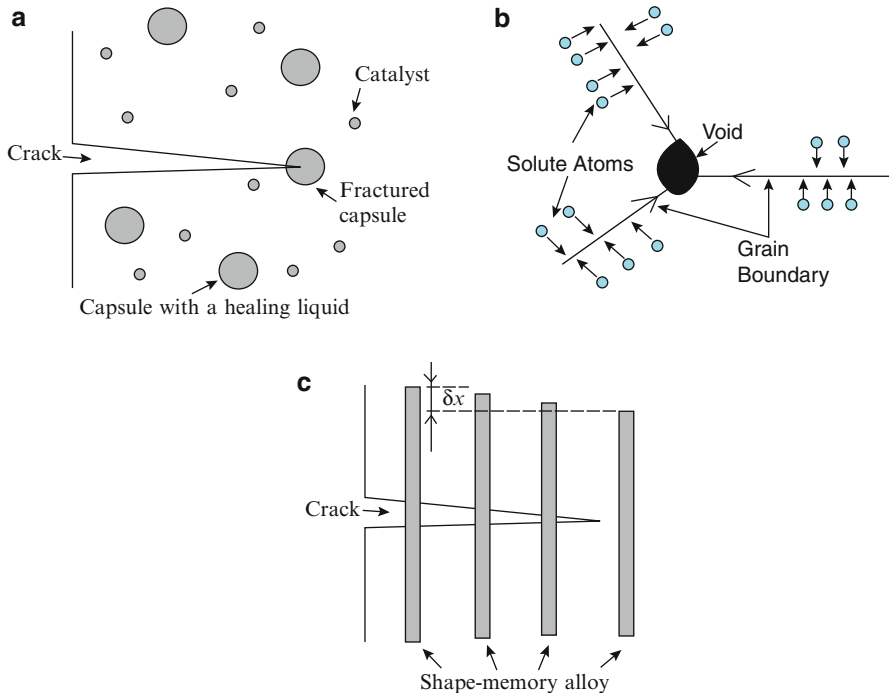 a
Catalyst
Crack
Fractured
capsule
Capsule with a healing liquid
b
Void
Solute Atoms
Grain
Boundary
c
δx
Crack
Shape-memory alloy